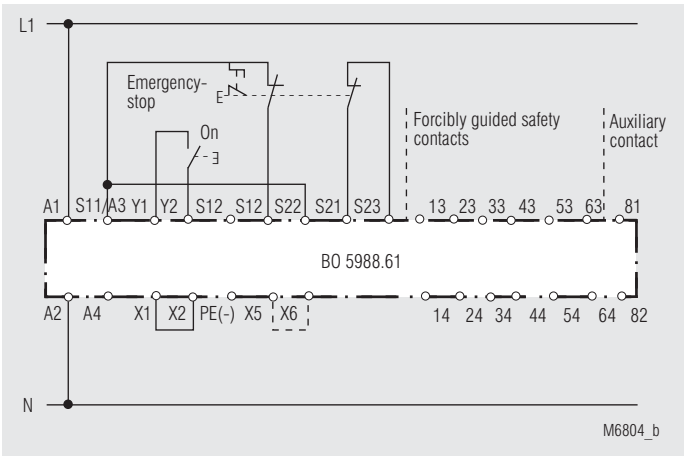 L1
Emergency-
stop
E
On
Forcibly guided safety
contacts
Auxiliary
contact
A1 S11/A3 Y1 Y2 S12 S12 S22 S21 S23 13 23 33 43 53 63 81
BO 5988.61
A2 A4 X1 X2 PE(-) X5 X6 14 24 34 44 54 64 82
N
M6804_b